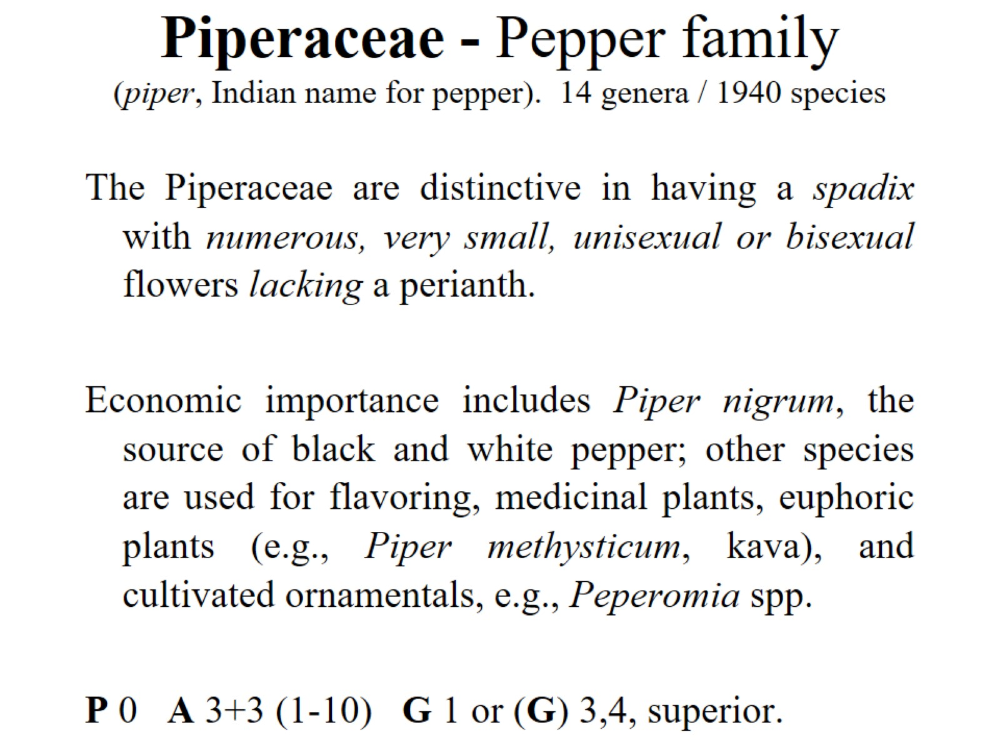 Piperaceae - Pepper family
(piper, Indian name for pepper).  14 genera / 1940 species
The Piperaceae are distinctive in having a spadix
with numerous, very small, unisexual or bisexual
flowers lacking a perianth.
Economic importance includes Piper nigrum, the
source of black and white pepper; other species
are used for flavoring, medicinal plants, euphoric
plants (e.g., Piper methysticum, kava), and
cultivated ornamentals, e.g., Peperomia spp.
P 0   A 3+3 (1-10)   G 1 or (G) 3,4, superior.